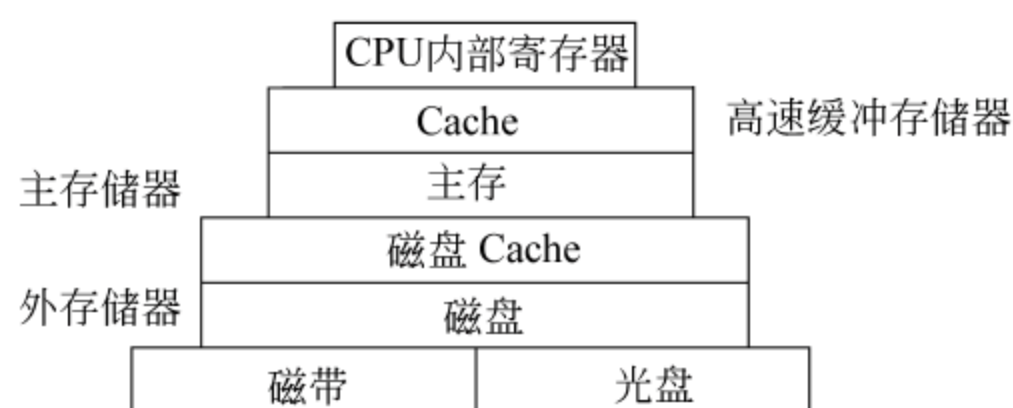 CPU内部寄存器
Cache
高速缓冲存储器
主存储器
主存
磁盘 Cache
外存储器
磁盘
磁带
光盘